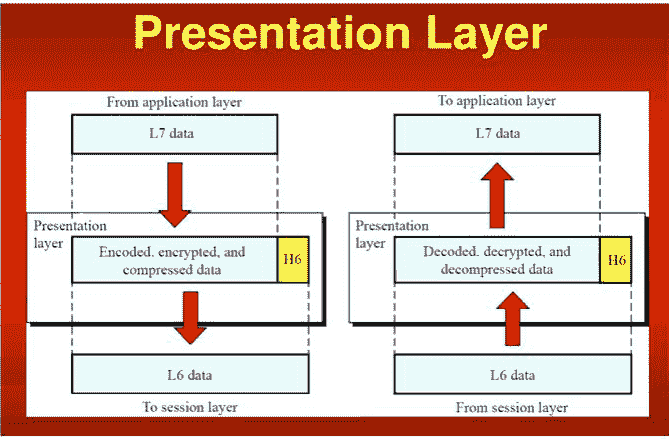 Presentation Layer
From application layer
L7 data
Presentation
layer
Encoded, encrypted, and
compressed data
H6
L6 data
To session layer
To application layer
L7 data
Presentation
layer
Decoded, decrypted, and
decompressed data
H6
L6 data
From session layer